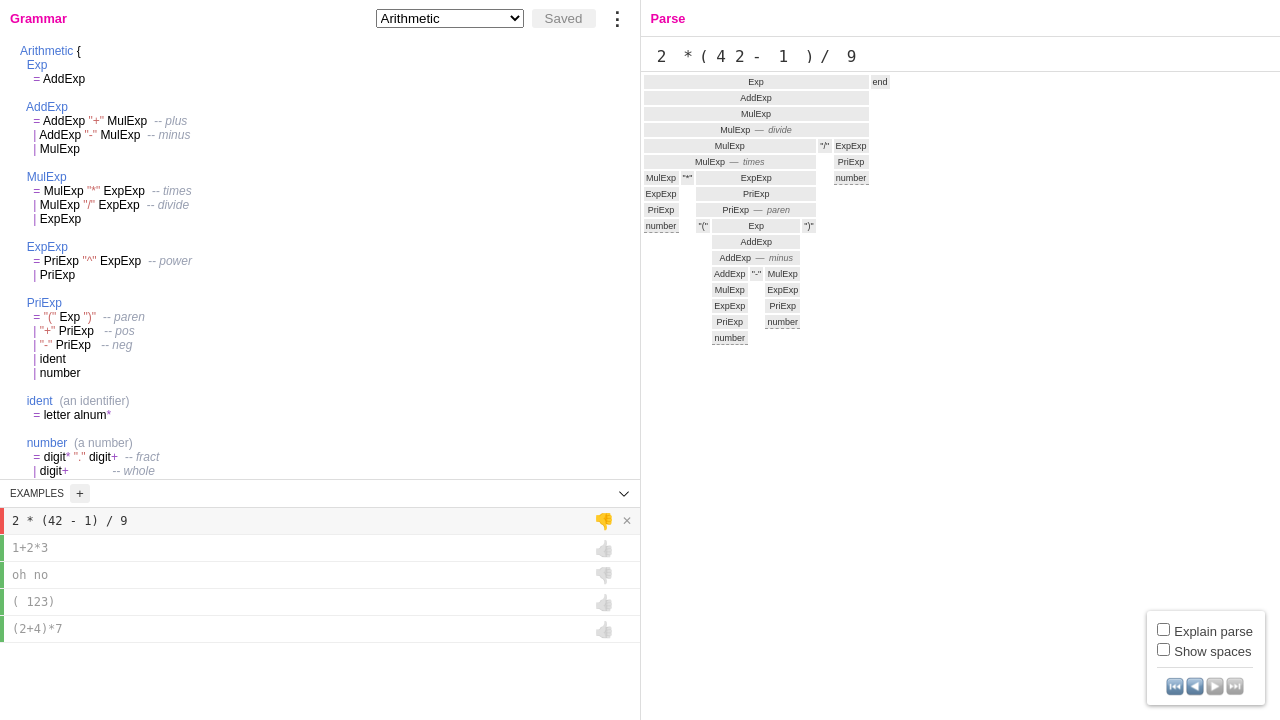 Grammar
Arithmetic
Saved
Arithmetic {
Exp
= AddExp
AddExp
= AddExp "+" MulExp -- plus
| AddExp "-" MulExp -- minus
| MulExp
MulExp
= MulExp "*" ExpExp -- times
| MulExp "/" ExpExp -- divide
| ExpExp
ExpExp
= PriExp "^" ExpExp -- power
| PriExp
PriExp
= "(" Exp ")" -- paren
| "+" PriExp -- pos
| "-" PriExp -- neg
| ident
| number
ident (an identifier)
= letter alnum*
number (a number)
= digit* "." digit+ -- fract
| digit+ -- whole
EXAMPLES +
2 * (42 - 1) / 9
1+2*3
oh no
( 123)
(2+4)*7
Parse
2 * ( 4 2 - 1 ) / 9
Exp end
AddExp
MulExp
MulExp — divide
MulExp "/" ExpExp
MulExp — times PriExp
MulExp "*" ExpExp number
ExpExp PriExp
PriExp PriExp — paren
number "(" Exp ")"
AddExp
AddExp — minus
AddExp "-" MulExp
MulExp ExpExp
ExpExp PriExp
PriExp number
number
Explain parse
Show spaces